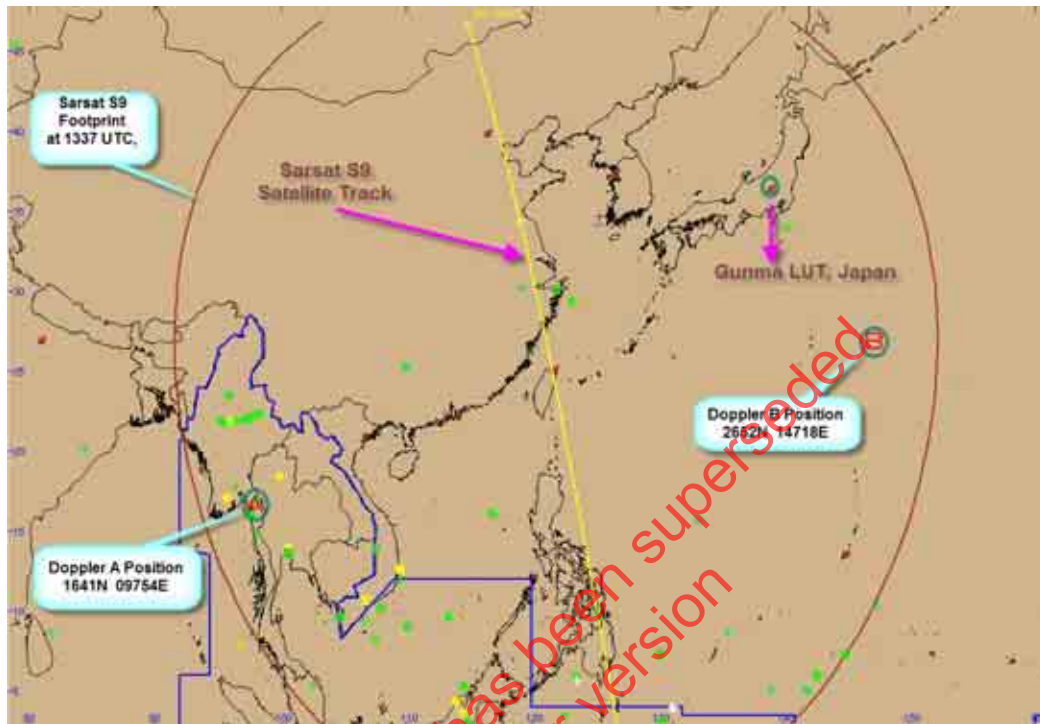 Sarsat S9
Footprint
at 1337 UTC,
Sarsat S9
Satellite Track
Gunma LUT, Japan
Doppler B Position
2652N 14718E
Doppler A Position
1641N 09754E
has been superseded
version